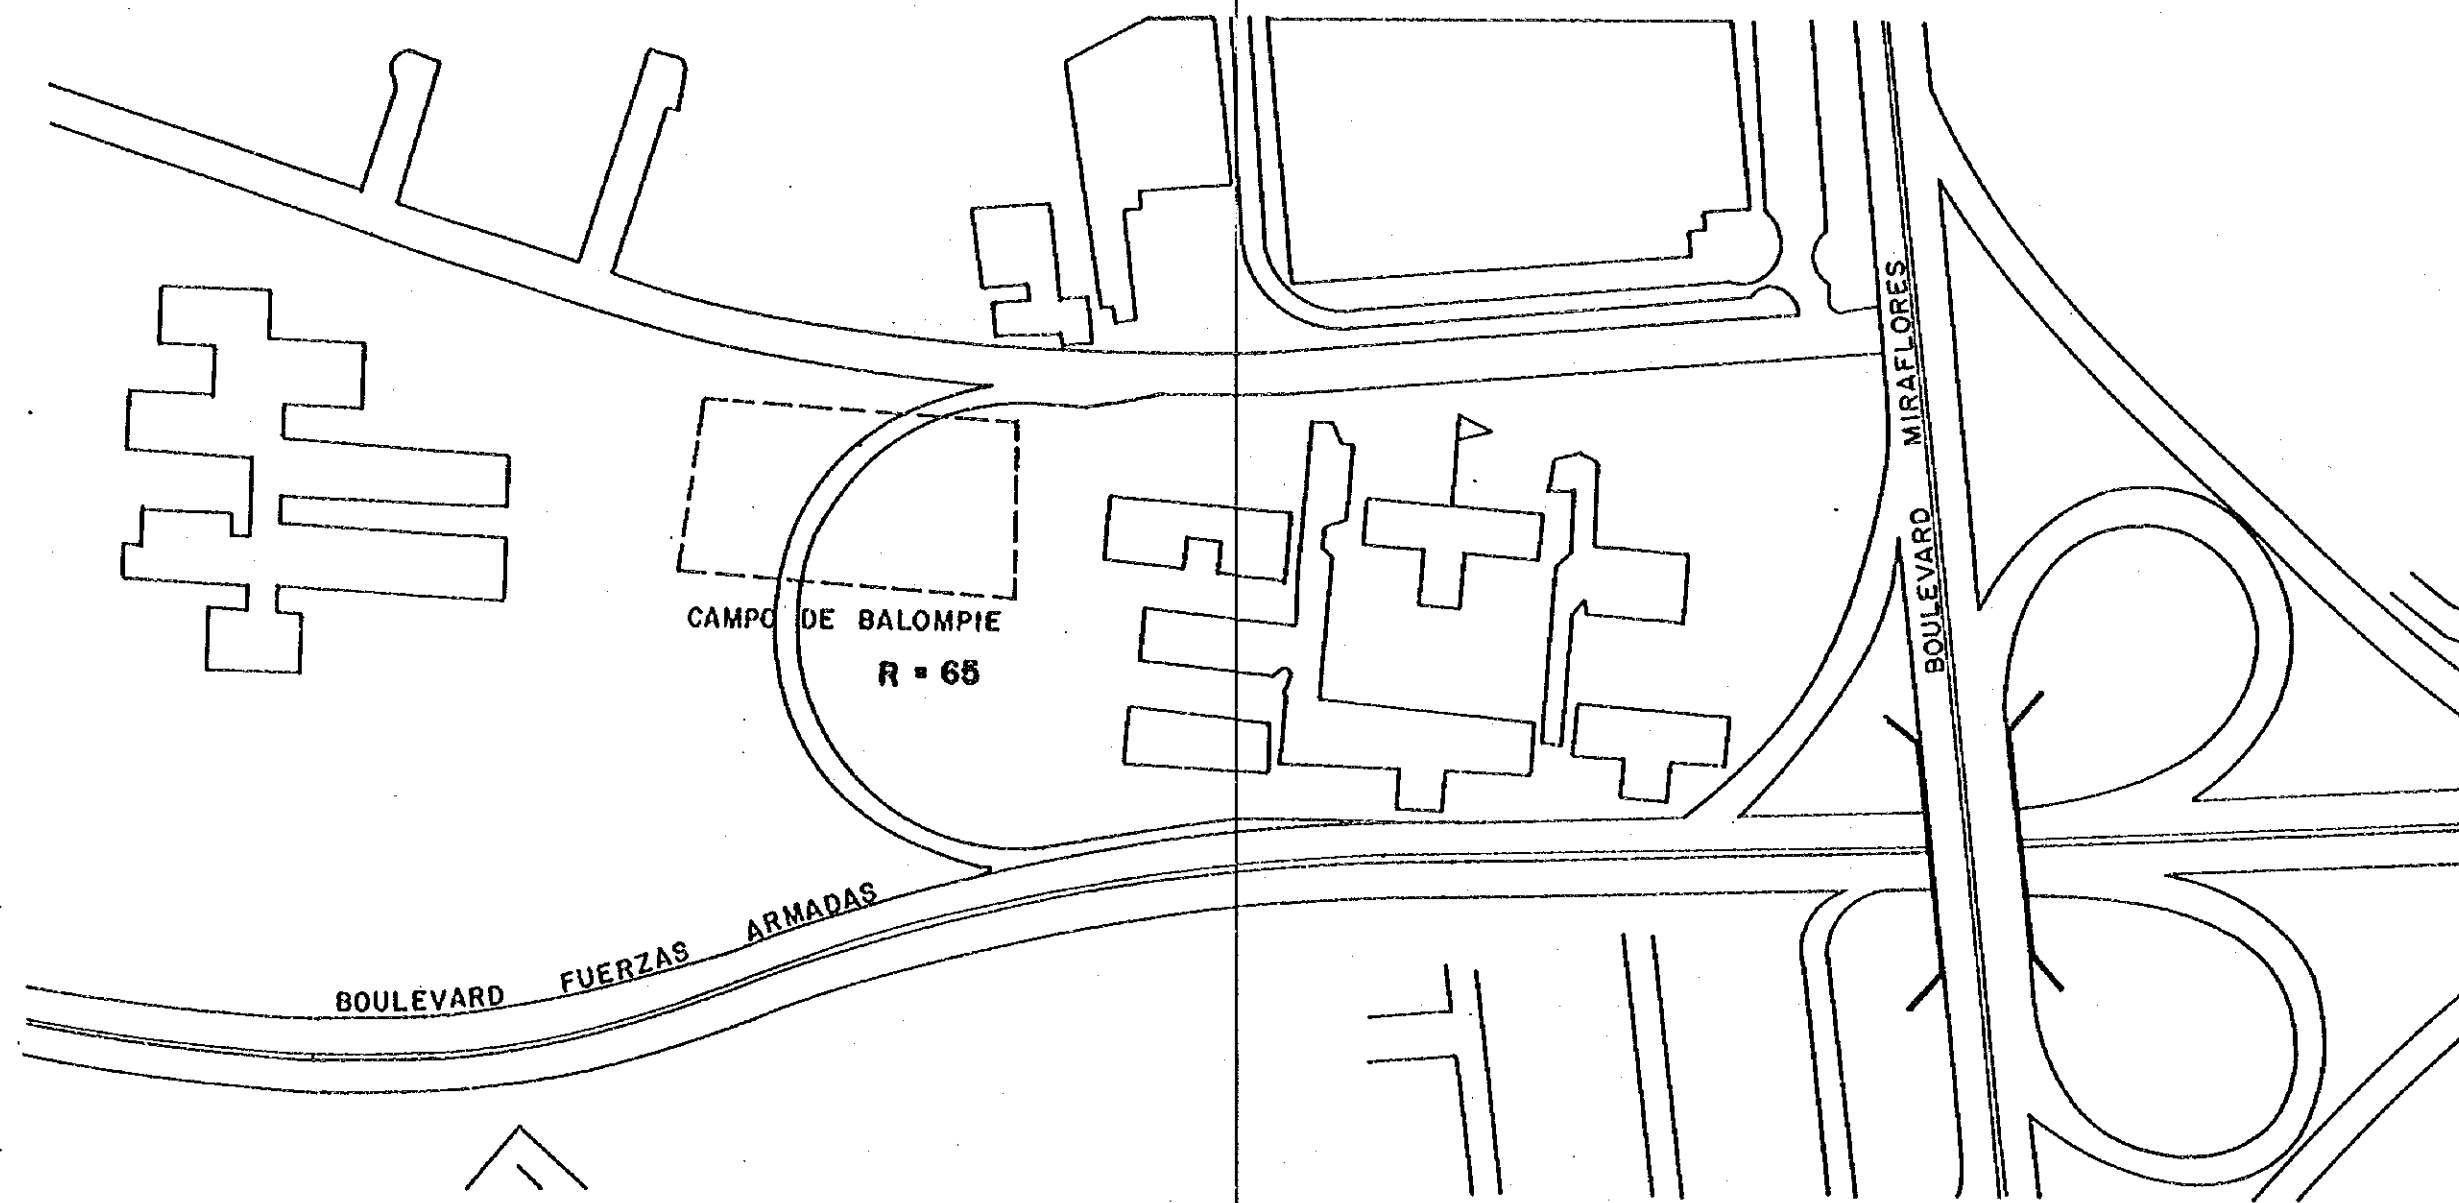 BOULEVARD MIRAFLORES
CAMPO DE BALOMPIE
R = 65
BOULEVARD FUERZAS ARMADAS